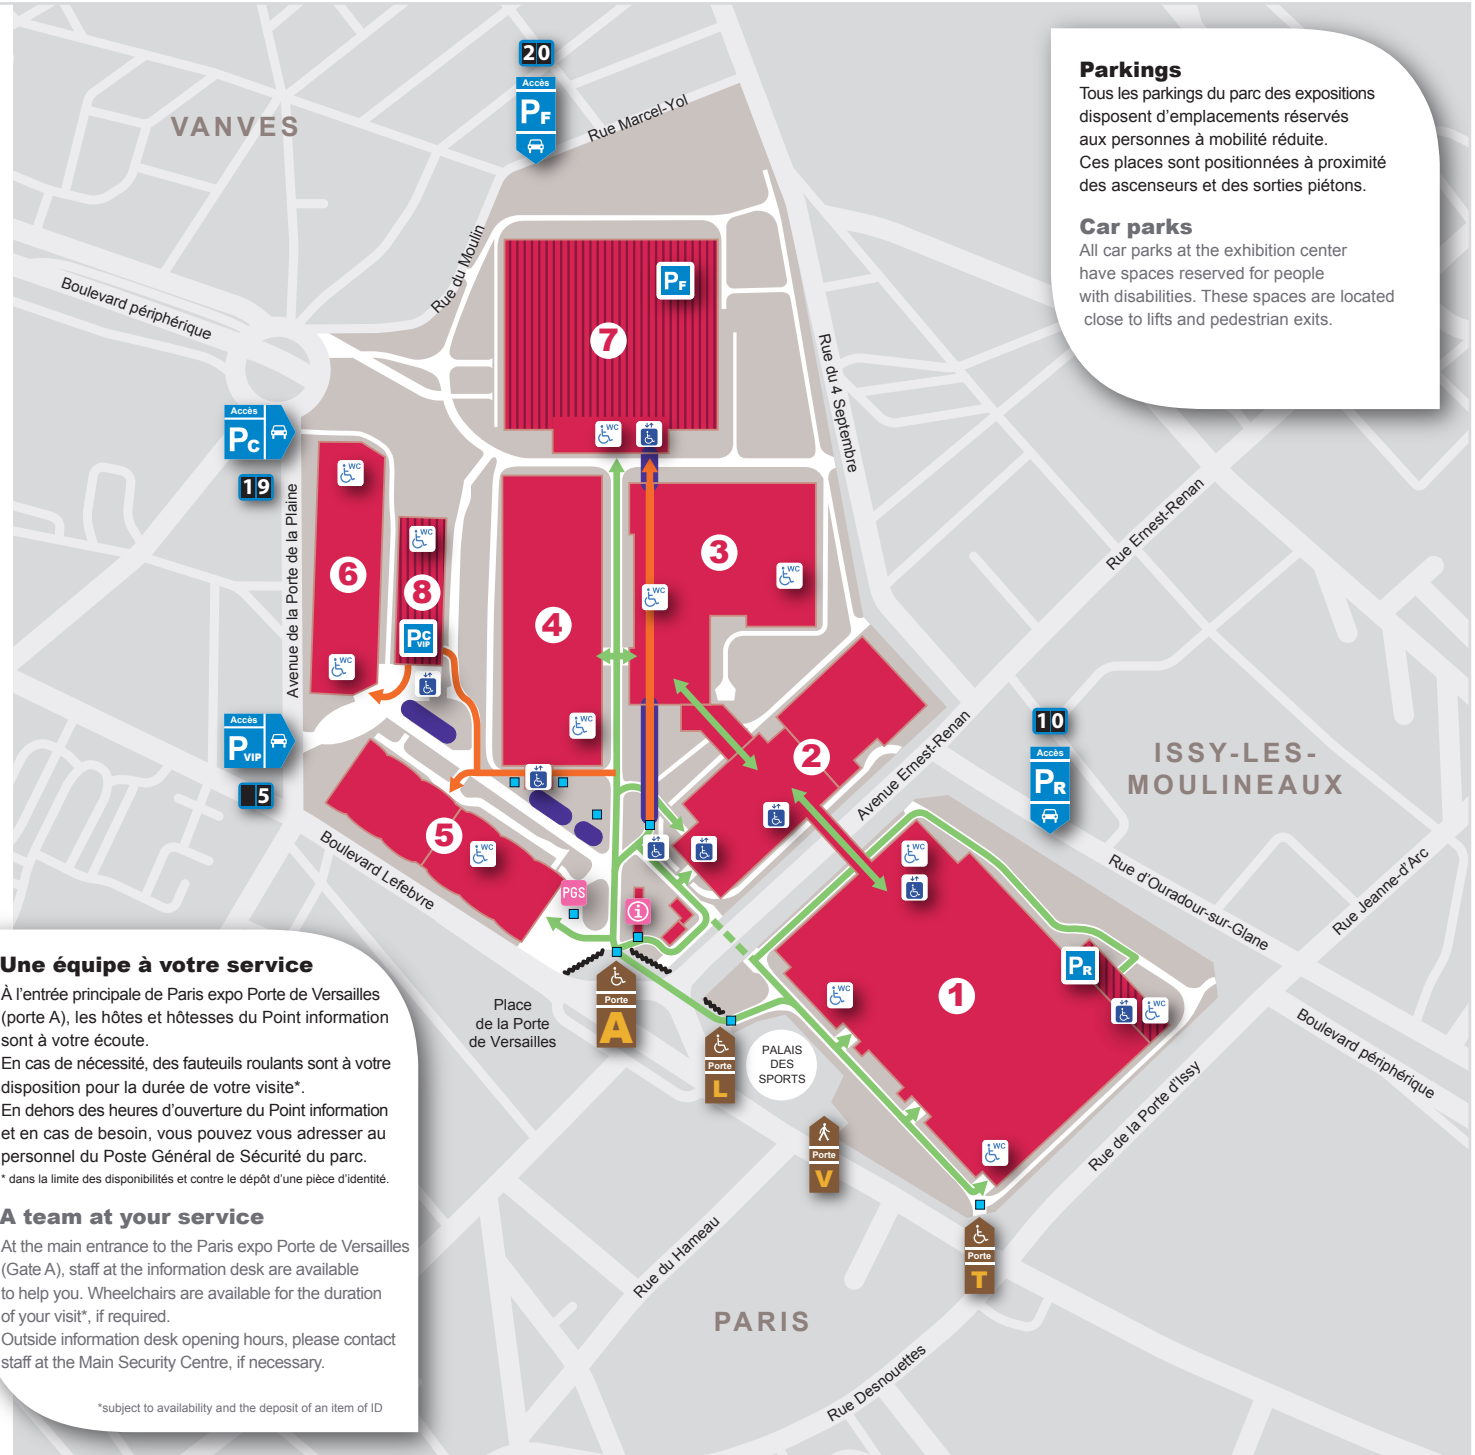 20
Accès
PF
VANVES
Rue Marcel-Yol
Parkings
Tous les parkings du parc des expositions
disposent d'emplacements réservés
aux personnes à mobilité réduite.
Ces places sont positionnées à proximité
des ascenseurs et des sorties piétons.
Car parks
All car parks at the exhibition center
have spaces reserved for people
with disabilities. These spaces are located
close to lifts and pedestrian exits.
Rue du Moulin
Boulevard périphérique
PF
7
Rue du 4 Septembre
Accès
PC
19
WC
WC
Avenue de la Porte de la Plaine
6
WC
WC
8
PC VIP
4
WC
3
WC
WC
Rue Ernest-Renan
Accès
PVIP
5
2
Avenue Ernest-Renan
10
Accès
PR
ISSY-LES-
MOULINEAUX
5
WC
Boulevard Lefebvre
PGS
i
WC
Rue d'Ouradour-sur-Glane
Rue Jeanne-d'Arc
PR
WC
1
WC
Boulevard périphérique
Une équipe à votre service
À l'entrée principale de Paris expo Porte de Versailles
(porte A), les hôtes et hôtesses du Point information
sont à votre écoute.
En cas de nécessité, des fauteuils roulants sont à votre
disposition pour la durée de votre visite*.
En dehors des heures d'ouverture du Point information
et en cas de besoin, vous pouvez vous adresser au
personnel du Poste Général de Sécurité du parc.
* dans la limite des disponibilités et contre le dépôt d'une pièce d'identité.
A team at your service
At the main entrance to the Paris expo Porte de Versailles
(Gate A), staff at the information desk are available
to help you. Wheelchairs are available for the duration
of your visit*, if required.
Outside information desk opening hours, please contact
staff at the Main Security Centre, if necessary.
*subject to availability and the deposit of an item of ID
Place
de la Porte
de Versailles
Porte
A
Porte
L
PALAIS
DES
SPORTS
Porte
V
WC
Rue de la Porte d'Issy
Porte
T
Rue du Hameau
PARIS
Rue Desnouettes